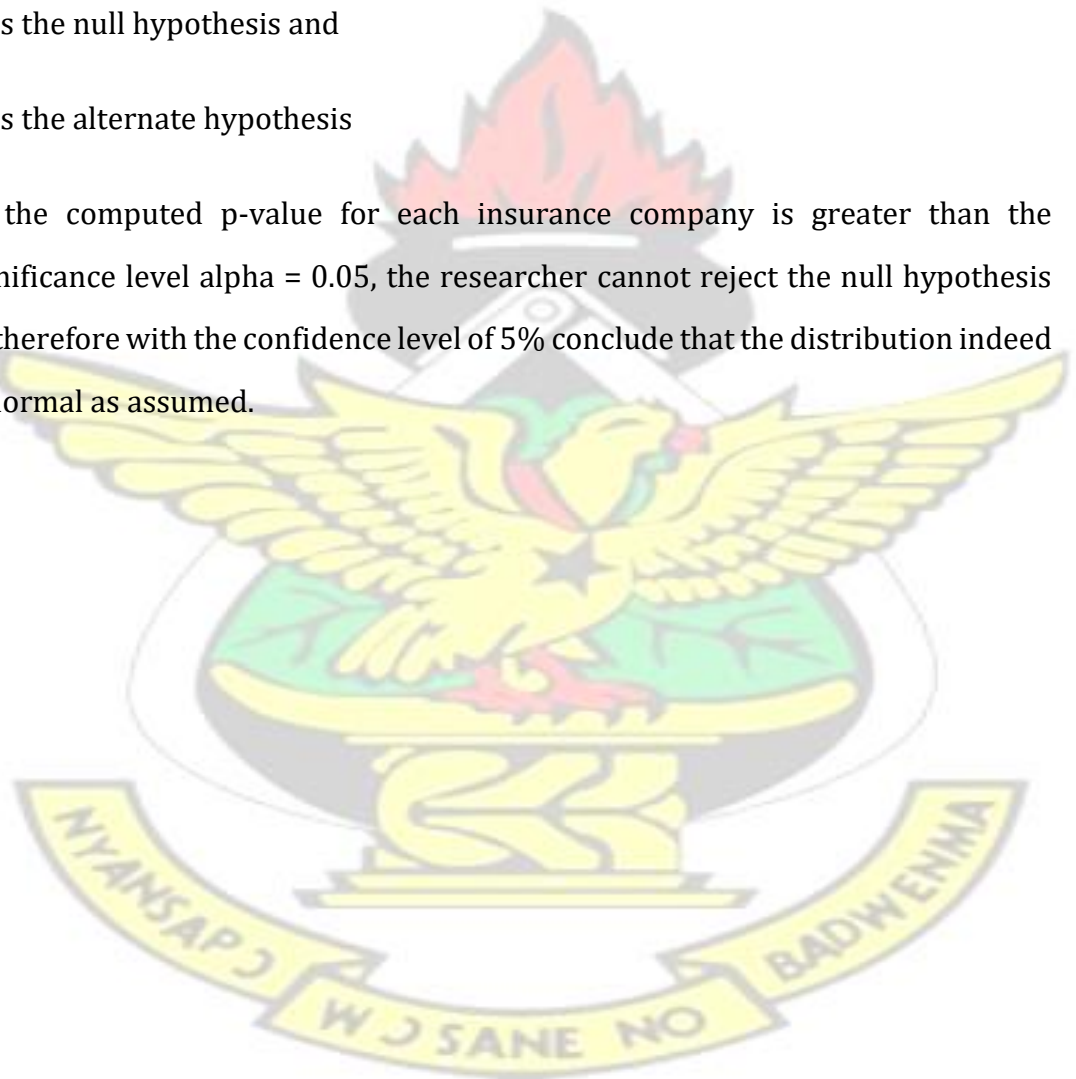 s the null hypothesis and
s the alternate hypothesis
the computed p-value for each insurance company is greater than the
nificance level alpha = 0.05, the researcher cannot reject the null hypothesis
therefore with the confidence level of 5% conclude that the distribution indeed
ormal as assumed.
NYANSAPƆ
WƆ SANE NO
BADWENMA